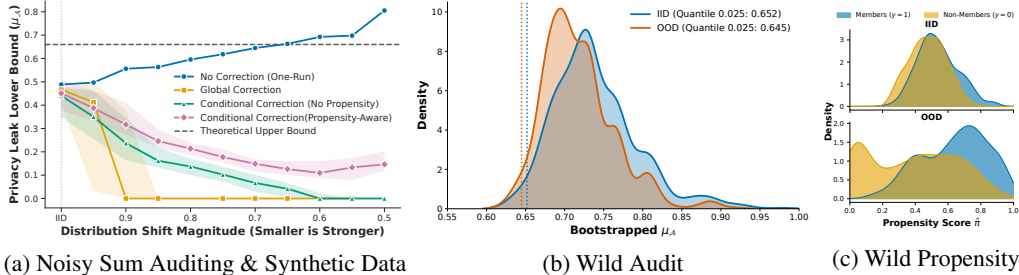 Privacy Leak Lower Bound (μ_𝒜)
0.8
0.7
0.6
0.5
0.4
0.3
0.2
0.1
0.0
No Correction (One-Run)
Global Correction
Conditional Correction (No Propensity)
Conditional Correction(Propensity-Aware)
Theoretical Upper Bound
IID
0.9
0.8
0.7
0.6
0.5
Distribution Shift Magnitude (Smaller is Stronger)
(a) Noisy Sum Auditing & Synthetic Data
Density
10
8
6
4
2
0
IID (Quantile 0.025: 0.652)
OOD (Quantile 0.025: 0.645)
0.55
0.60
0.65
0.70
0.75
0.80
0.85
0.90
0.95
1.00
Bootstrapped μ_𝒜
(b) Wild Audit
Members (y = 1)
Non-Members (y = 0)
IID
3
2
1
0
Density
OOD
2.0
1.5
1.0
0.5
0.0
0.0
0.2
0.4
0.6
0.8
1.0
Propensity Score π̂
(c) Wild Propensity